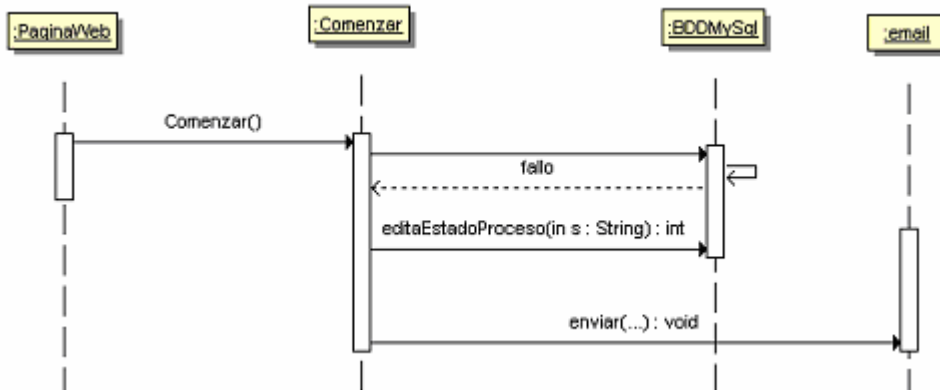 :PaginaWeb
:Comenzar
:BDDMySql
:email
Comenzar()
fallo
editaEstadoProceso(in s : String) : int
enviar(...) : void